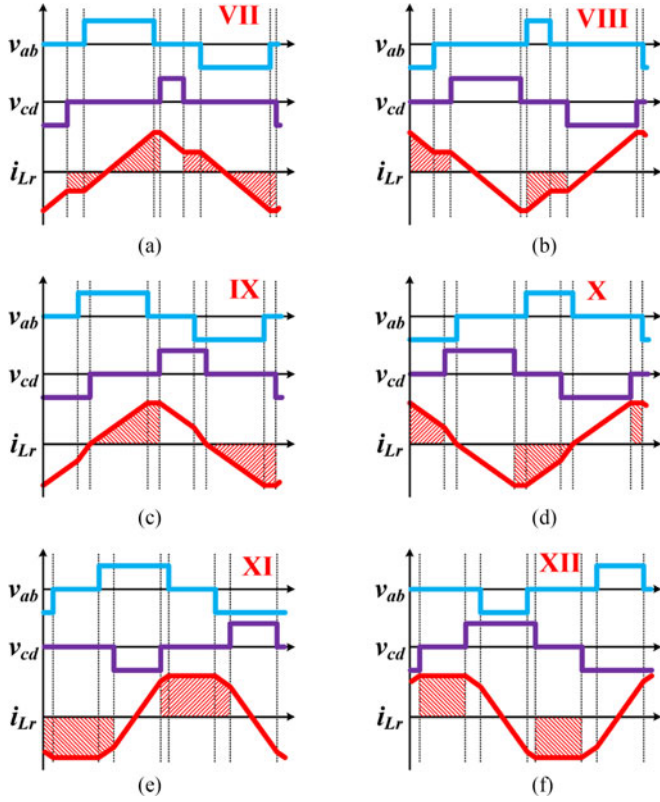 VII
v_ab
v_cd
i_Lr
(a)
VIII
v_ab
v_cd
i_Lr
(b)
IX
v_ab
v_cd
i_Lr
(c)
X
v_ab
v_cd
i_Lr
(d)
XI
v_ab
v_cd
i_Lr
(e)
XII
v_ab
v_cd
i_Lr
(f)